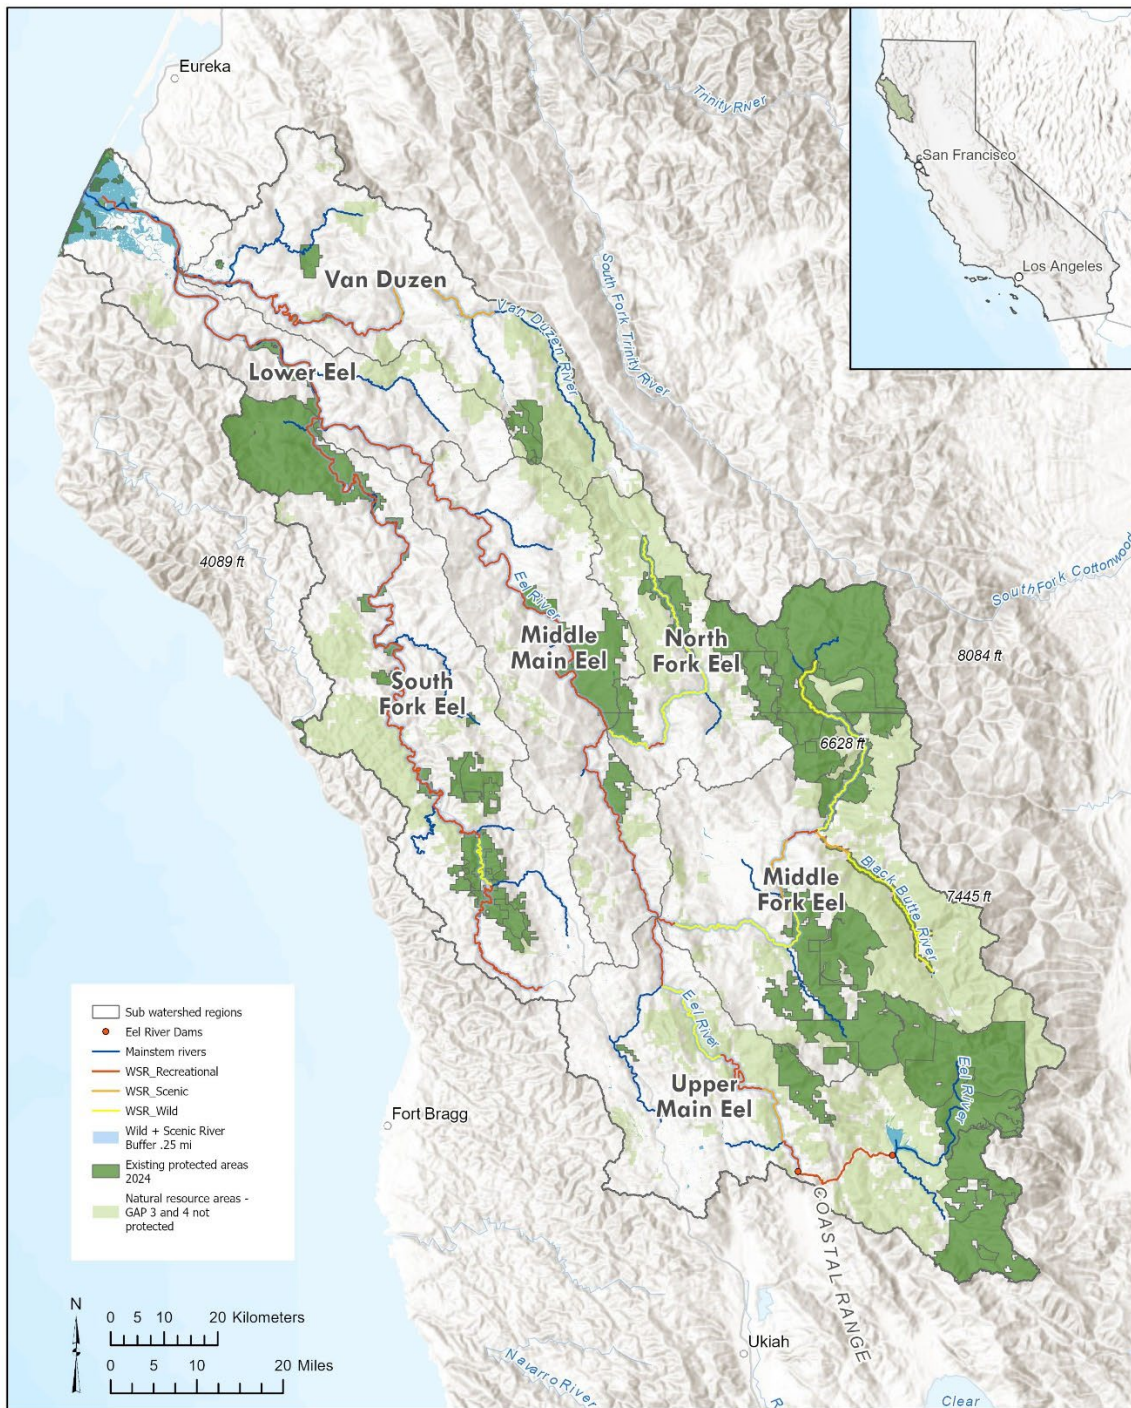 Eureka
Trinity River
San Francisco
Los Angeles
South Fork Trinity River
Van Duzen
Van Duzen River
Lower Eel
4089 ft
Eel River
South Fork Cottonwood
Middle
Main Eel
North
Fork Eel
8084 ft
South
Fork Eel
6628 ft
Middle
Fork Eel
Black Butte River
7445 ft
Eel River
Eel River
Upper
Main Eel
Fort Bragg
COASTAL RANGE
Sub watershed regions
Eel River Dams
Mainstem rivers
WSR_Recreational
WSR_Scenic
WSR_Wild
Wild + Scenic River
Buffer .25 mi
Existing protected areas
2024
Natural resource areas -
GAP 3 and 4 not
protected
N
0 5 10 20 Kilometers
0 5 10 20 Miles
Ukiah
Navarro River
R
Clear